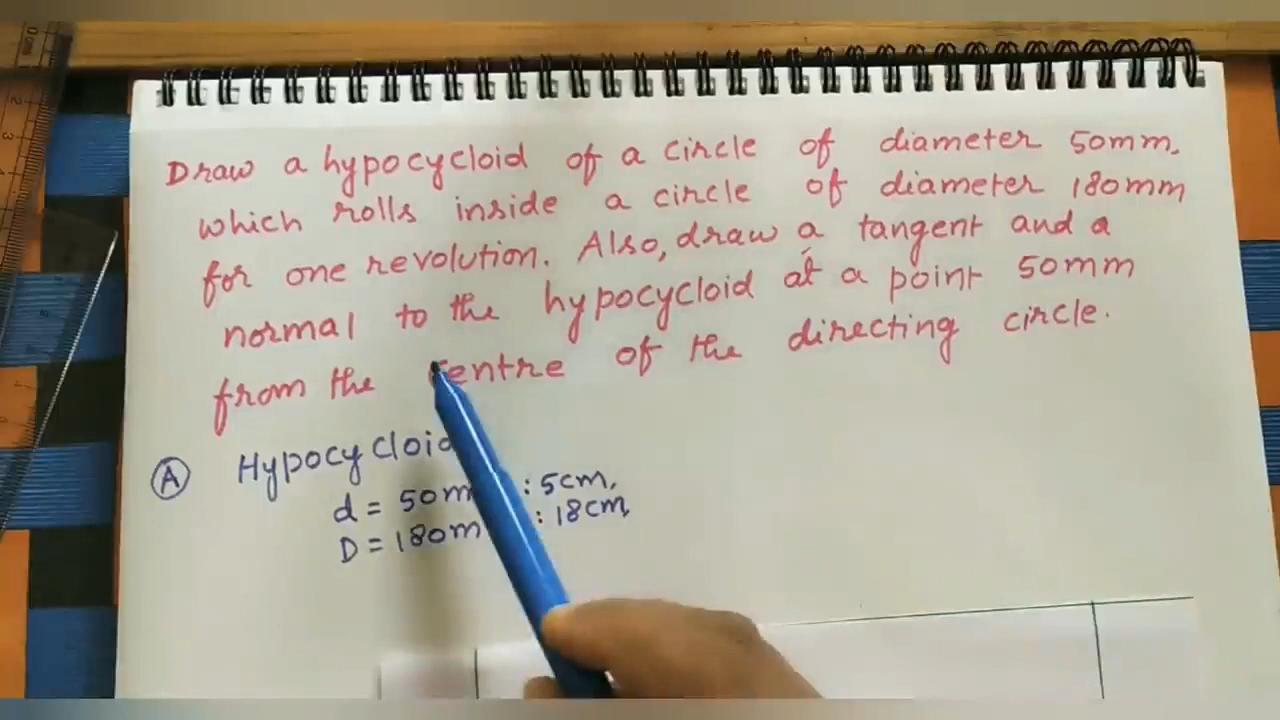 Draw a hypocycloid of a circle of diameter 50mm.
which rolls inside a circle of diameter 180mm
for one revolution. Also, draw a tangent and a
normal to the hypocycloid at a point 50mm
from the centre of the directing circle.
A Hypocycloid
d = 50m : 5cm,
D = 180m : 18cm,